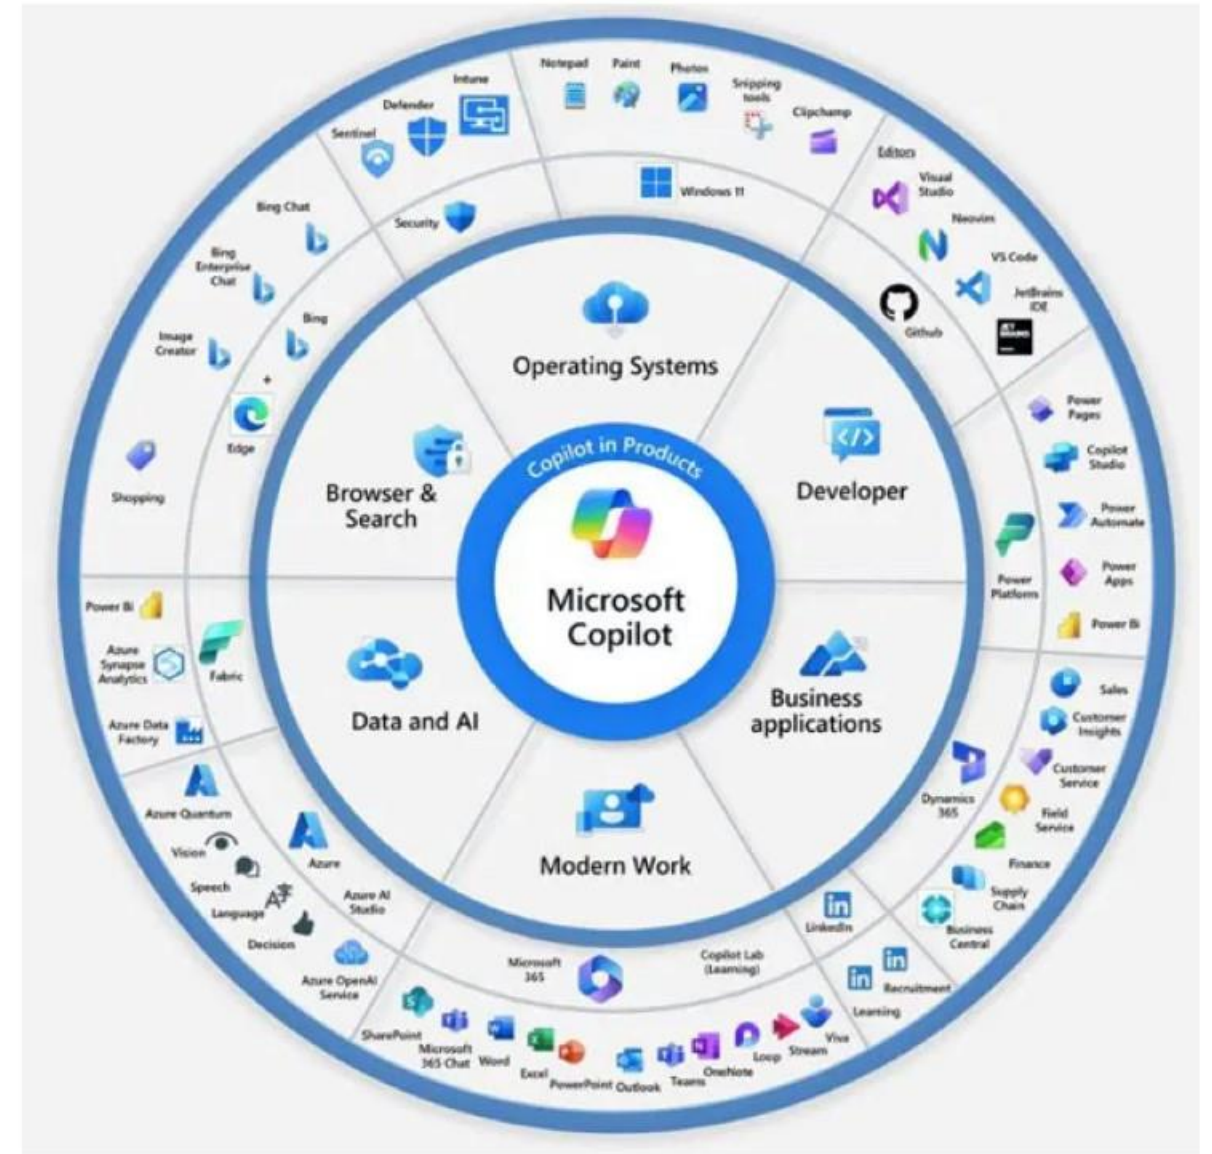 Copilot in Products
Microsoft
Copilot
Operating Systems
Developer
Business
applications
Modern Work
Data and AI
Browser &
Search
Windows 11
Notepad
Paint
Photos
Snipping
tools
Clipchamp
Github
Editors
Visual
Studio
Neovim
VS Code
JetBrains
IDE
JET
BRAINS
Power
Platform
Power
Pages
Copilot
Studio
Power
Automate
Power
Apps
Power Bi
Dynamics
365
Sales
Customer
Insights
Customer
Service
Field
Service
Finance
Supply
Chain
Business
Central
LinkedIn
Recruitment
Learning
Microsoft
365
Copilot Lab
(Learning)
SharePoint
Microsoft
365 Chat
Word
Excel
PowerPoint
Outlook
Teams
OneNote
Loop
Stream
Viva
Azure
Azure AI
Studio
Azure Quantum
Vision
Speech
Language
Decision
Azure OpenAI
Service
Fabric
Power Bi
Azure
Synapse
Analytics
Azure Data
Factory
Bing
+
Edge
Bing Chat
Bing
Enterprise
Chat
Image
Creator
Shopping
Security
Sentinel
Defender
Intune